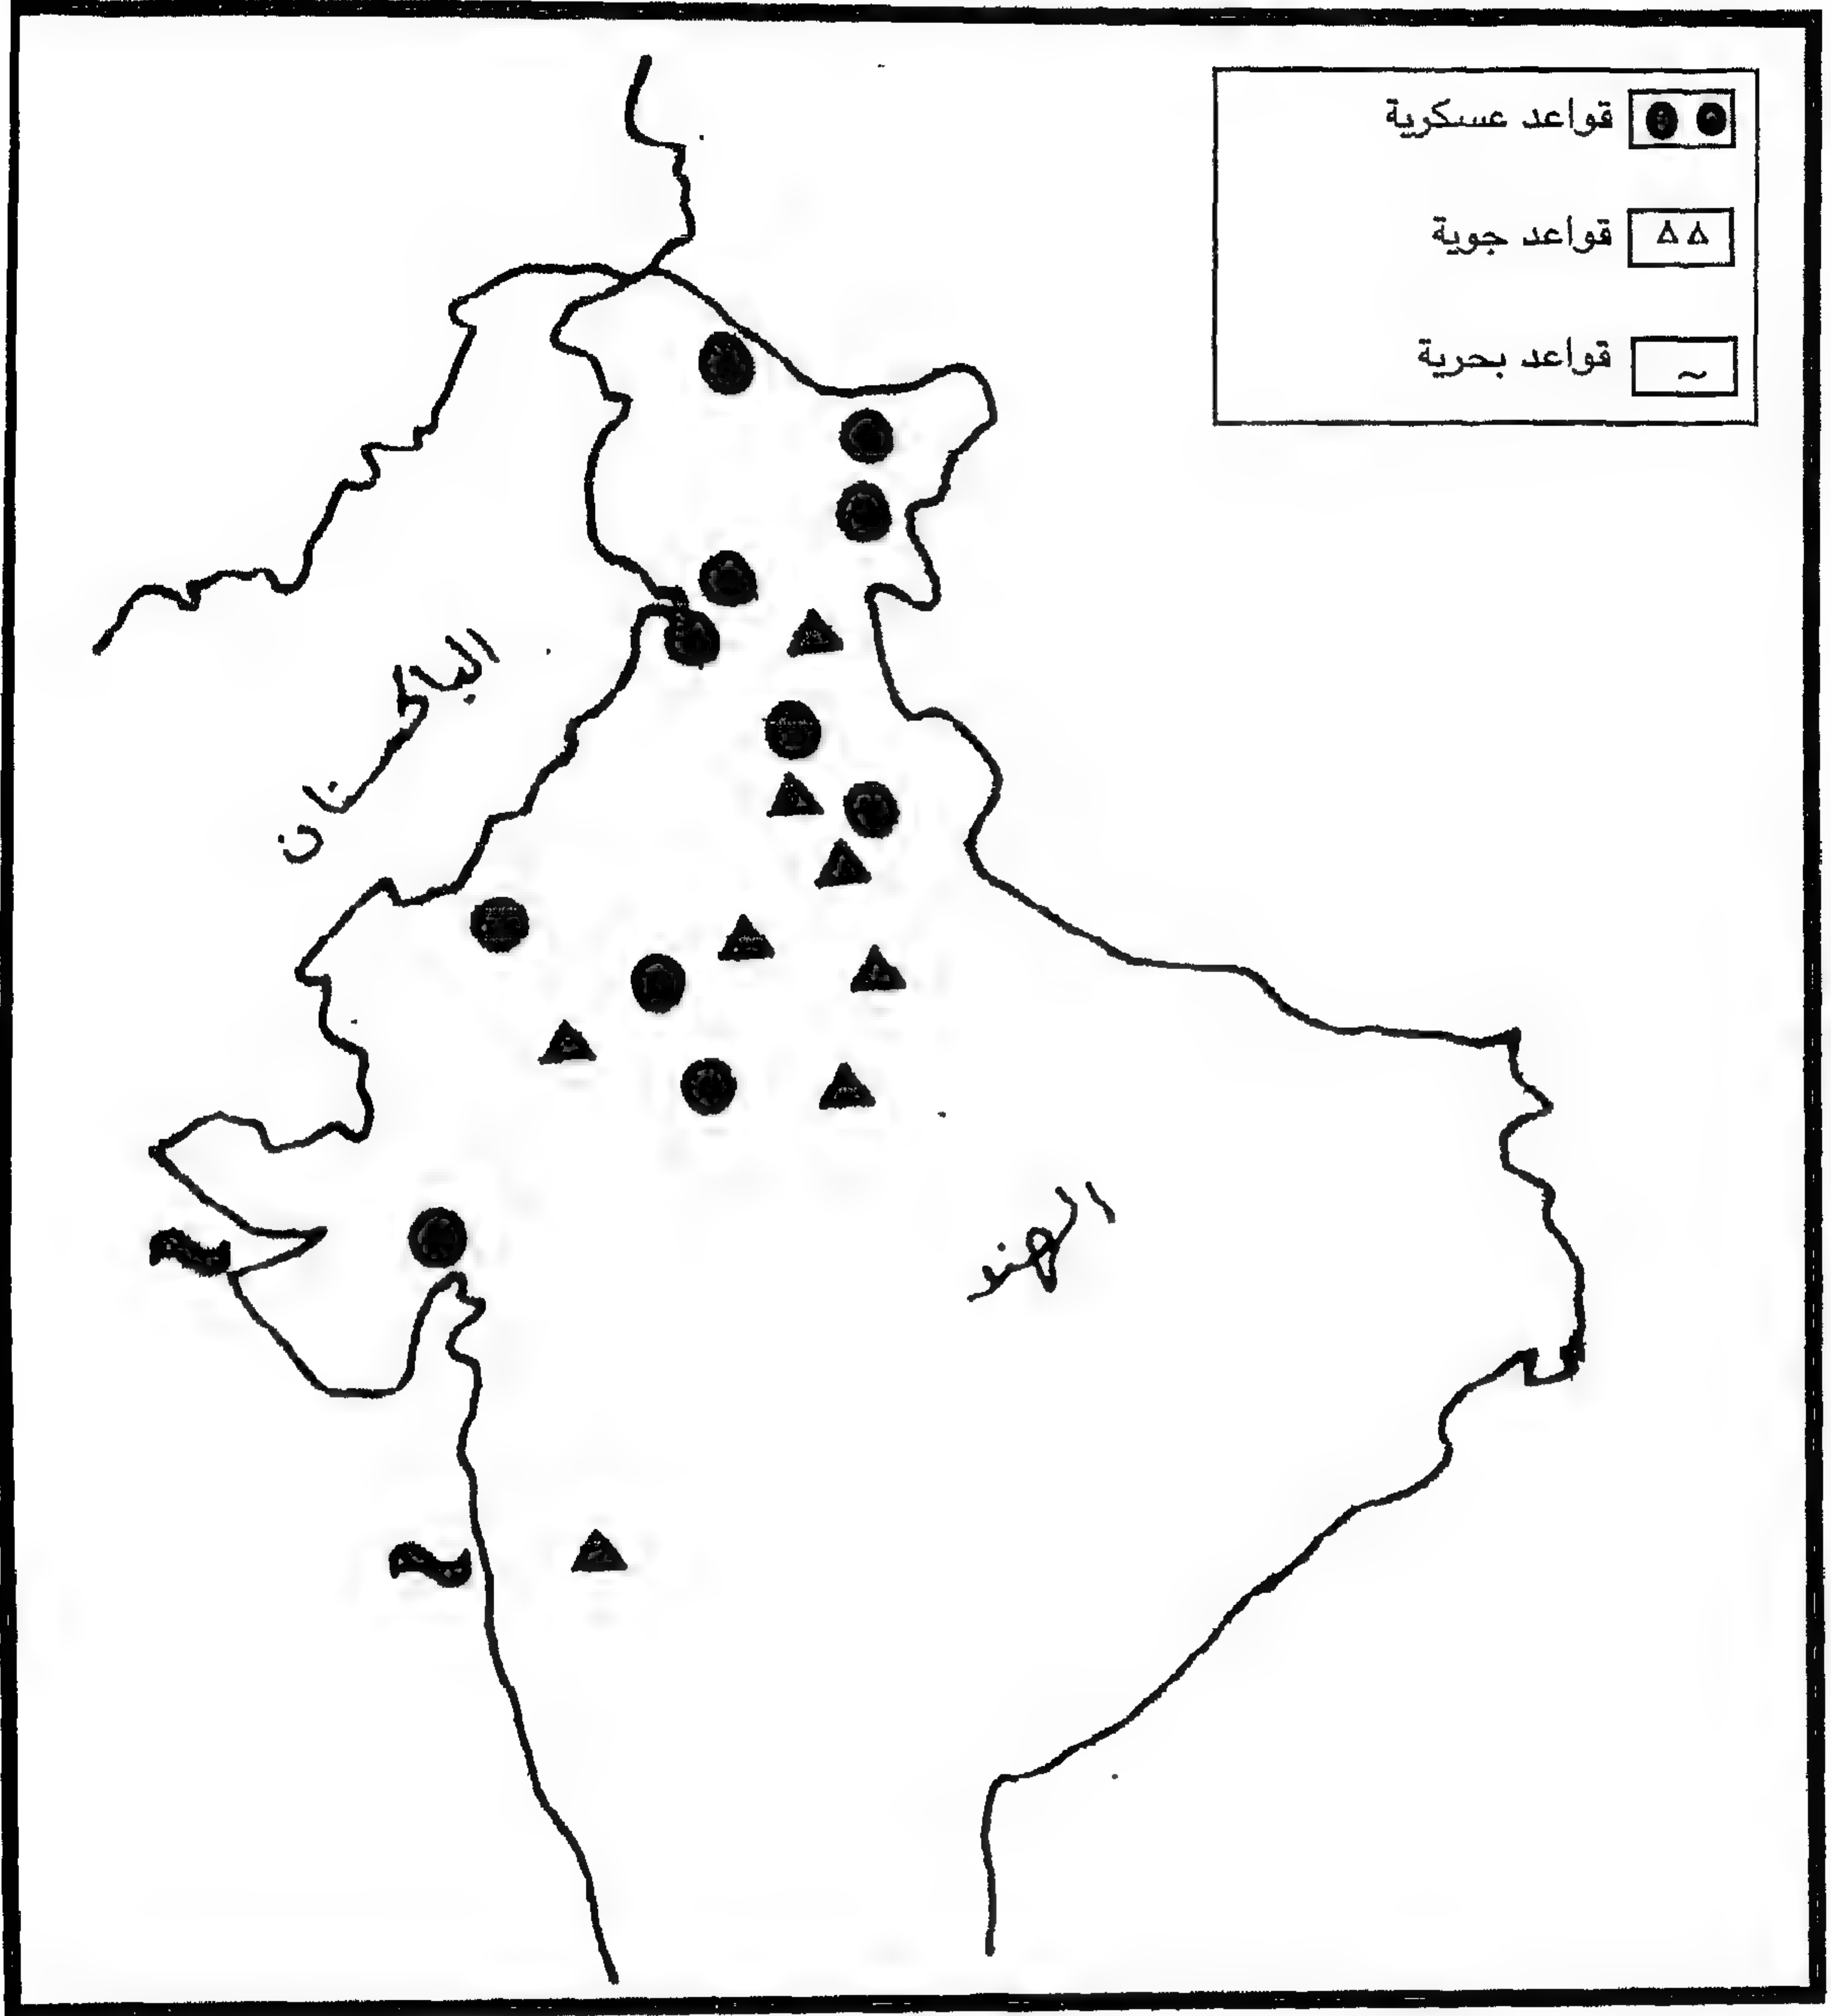 قواعد عسكرية
قواعد جوية
قواعد بحرية
الباكستان
الهند